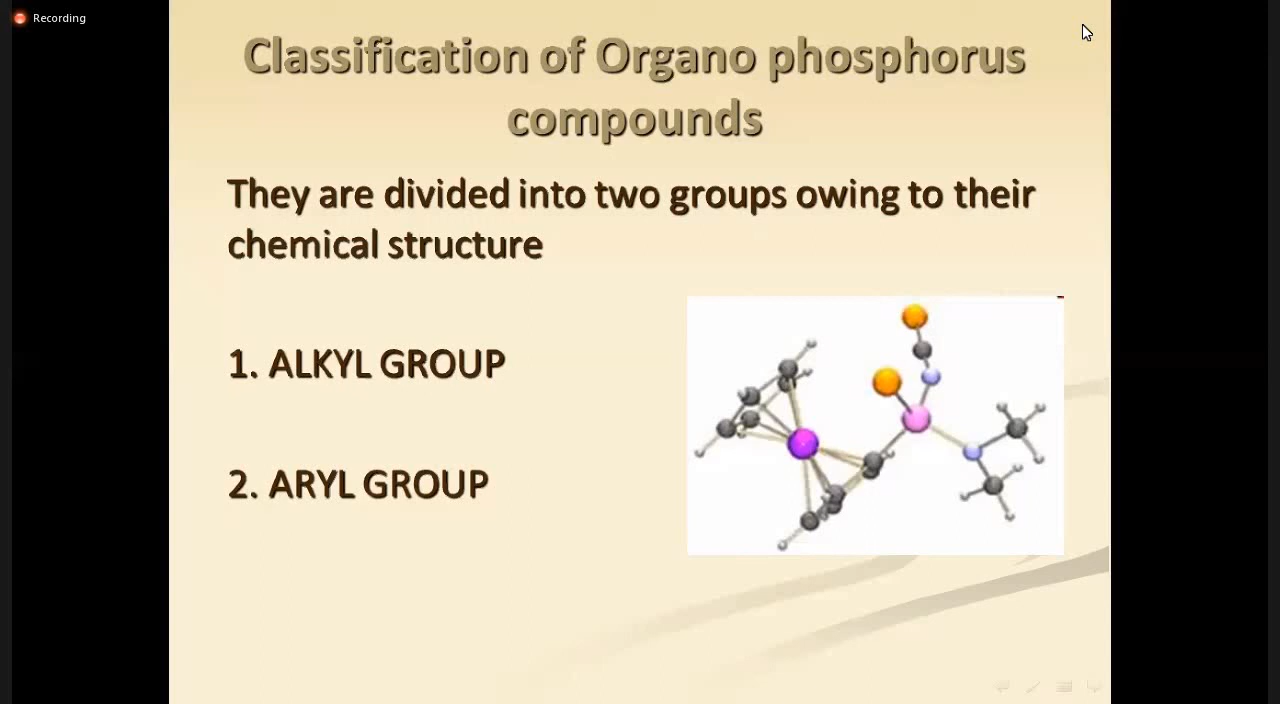 Recording
Classification of Organo phosphorus
compounds
They are divided into two groups owing to their
chemical structure
1. ALKYL GROUP
2. ARYL GROUP